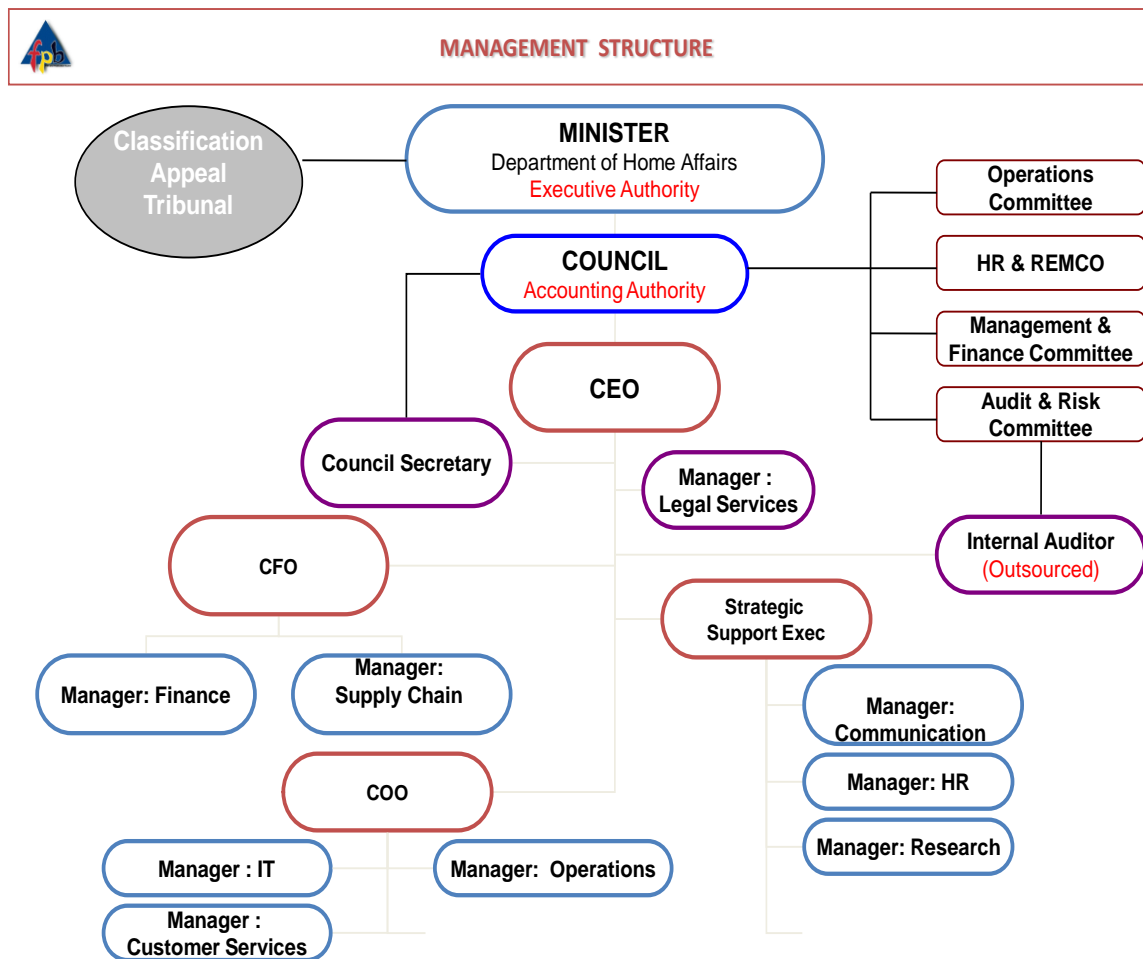 fpb
MANAGEMENT STRUCTURE
Classification
Appeal
Tribunal
MINISTER
Department of Home Affairs
Executive Authority
Operations
Committee
COUNCIL
Accounting Authority
HR & REMCO
Management &
Finance Committee
CEO
Audit & Risk
Committee
Council Secretary
Manager :
Legal Services
Internal Auditor
(Outsourced)
CFO
Strategic
Support Exec
Manager: Finance
Manager:
Supply Chain
Manager:
Communication
COO
Manager: HR
Manager: Research
Manager : IT
Manager: Operations
Manager :
Customer Services